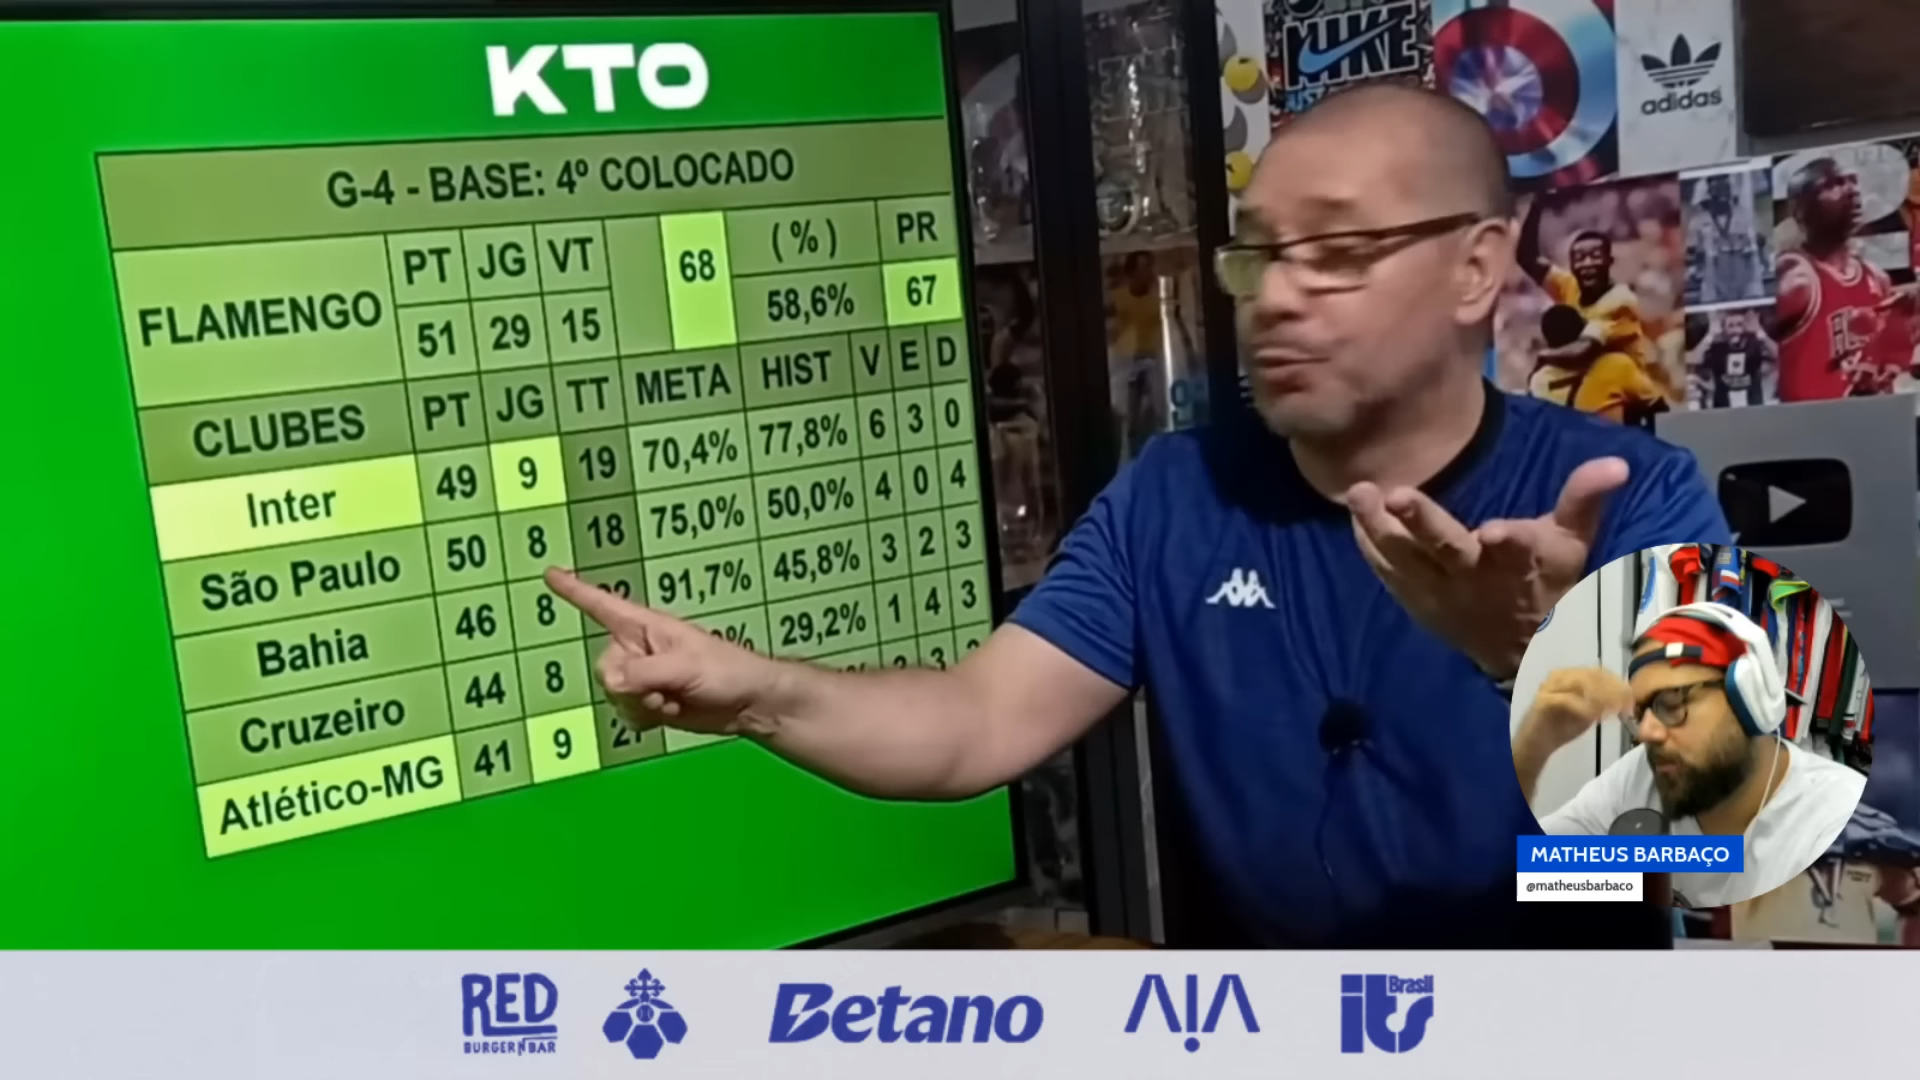 KTO
G-4 - BASE: 4º COLOCADO
FLAMENGO PT JG VT 68 (%) PR
51 29 15 58,6% 67
CLUBES PT JG TT META HIST V E D
Inter 49 9 19 70,4% 77,8% 6 3 0
São Paulo 50 8 18 75,0% 50,0% 4 0 4
Bahia 46 8 91,7% 45,8% 3 2 3
Cruzeiro 44 8 29,2% 1 4 3
Atlético-MG 41 9 3
NIKE
JUST
adidas
MATHEUS BARBAÇO
@matheusbarbaco
RED
BURGER N' BAR
Betano
AIA
Brasil
its